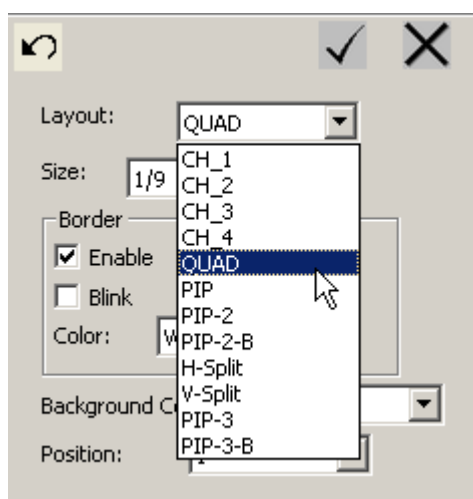 Layout: QUAD
Size: 1/9
CH_1
CH_2
CH_3
CH_4
QUAD
PIP
PIP-2
PIP-2-B
H-Split
V-Split
PIP-3
PIP-3-B
Border
Enable
Blink
Color:
Background
Position: